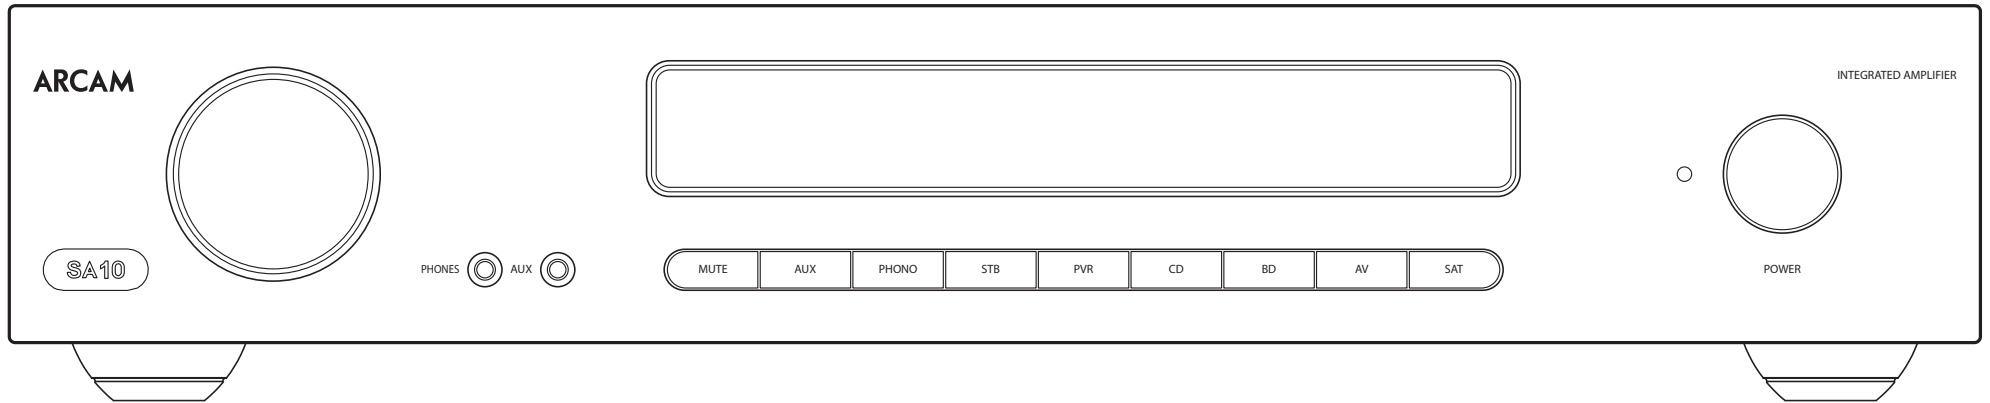 ARCAM
INTEGRATED AMPLIFIER
SA10
PHONES AUX
MUTE AUX PHONO STB PVR CD BD AV SAT
POWER